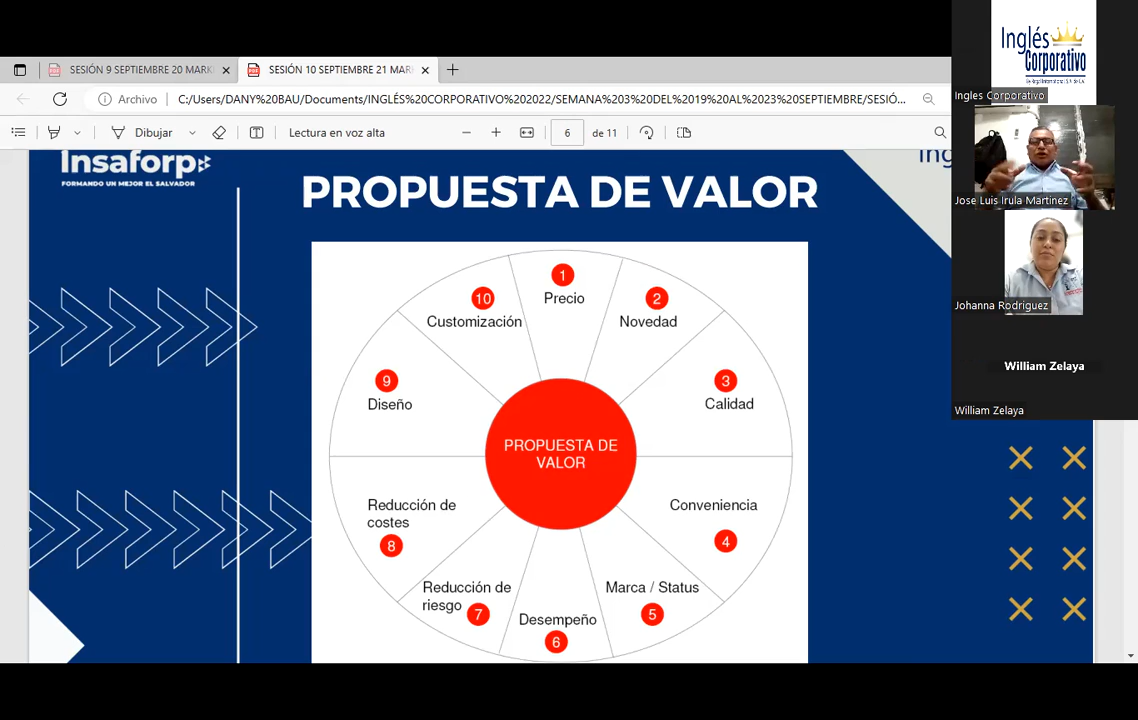 SESIÓN 9 SEPTIEMBRE 20 MARK
SESIÓN 10 SEPTIEMBRE 21 MAR
Archivo
C:/Users/DANY%20BAU/Documents/INGLÉS%20CORPORATIVO%202022/SEMANA%203%20DEL%2019%20AL%2023%20SEPTIEMBRE/SESIÓ...
Dibujar
Lectura en voz alta
6
de 11
Insaforp
FORMANDO UN MEJOR EL SALVADOR
Ing
PROPUESTA DE VALOR
1
Precio
2
Novedad
3
Calidad
Conveniencia
4
Marca / Status
5
Desempeño
6
Reducción de
riesgo
7
Reducción de
costes
8
9
Diseño
10
Customización
PROPUESTA DE
VALOR
Inglés
Corporativo
Ingles Corporativo
Jose Luis Irula Martinez
Johanna Rodriguez
William Zelaya
William Zelaya